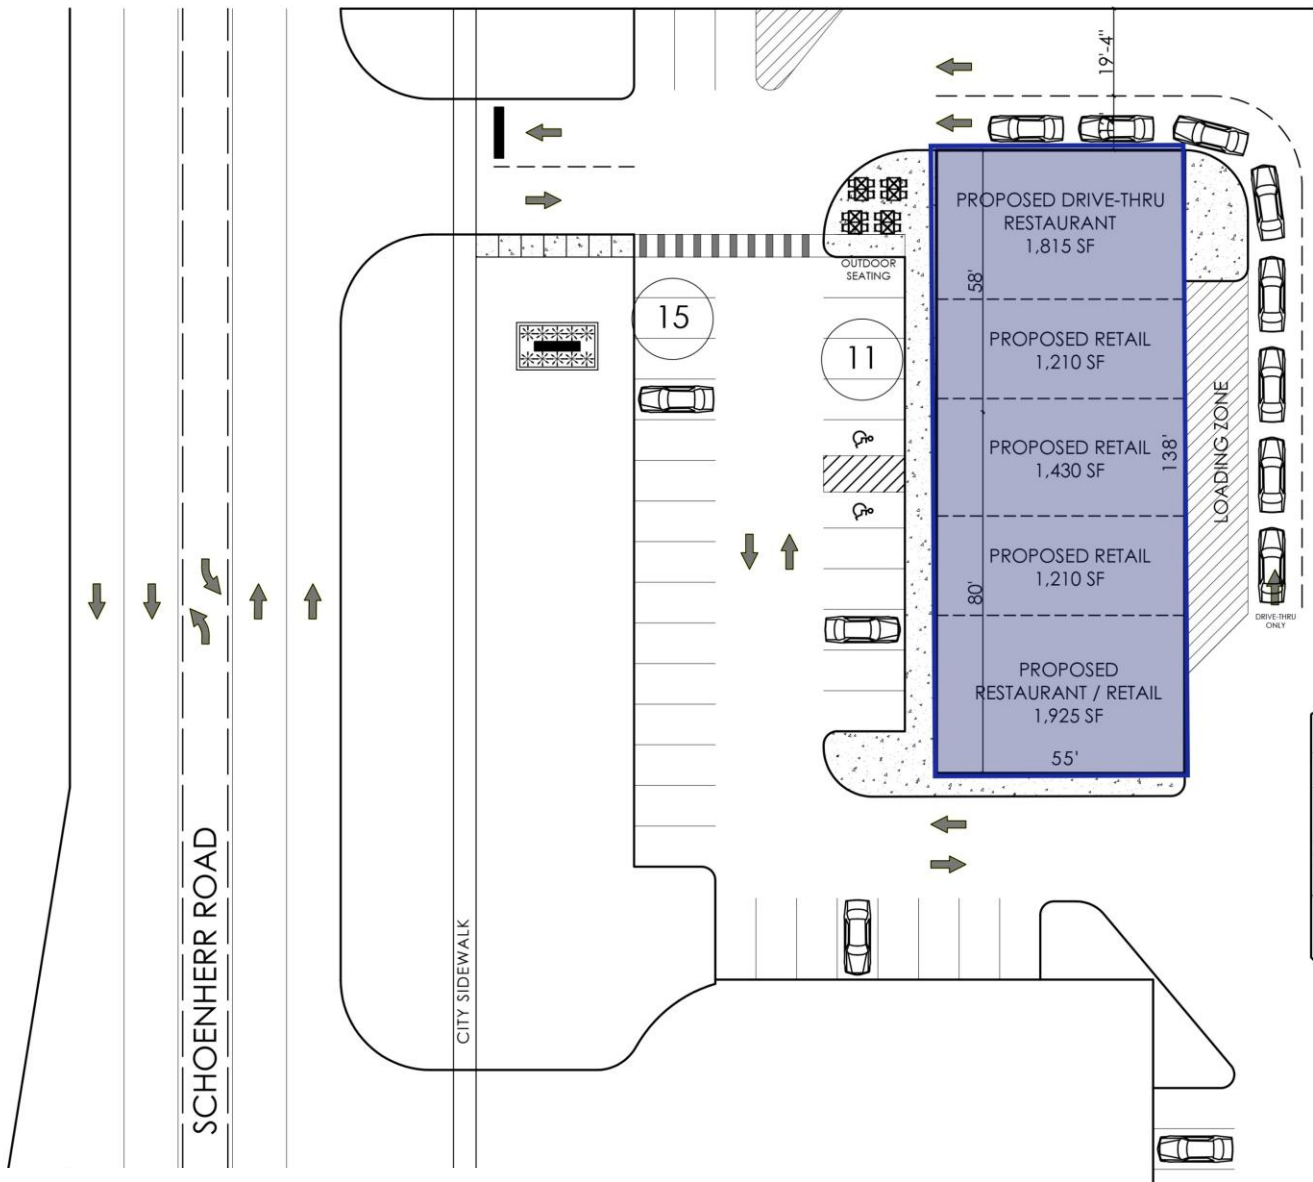 19'-4"
PROPOSED DRIVE-THRU
RESTAURANT
1,815 SF
OUTDOOR
SEATING
58'
15
11
PROPOSED RETAIL
1,210 SF
LOADING ZONE
138'
PROPOSED RETAIL
1,430 SF
PROPOSED RETAIL
1,210 SF
80'
DRIVE-THRU
ONLY
PROPOSED
RESTAURANT / RETAIL
1,925 SF
55'
SCHOENHERR ROAD
CITY SIDEWALK